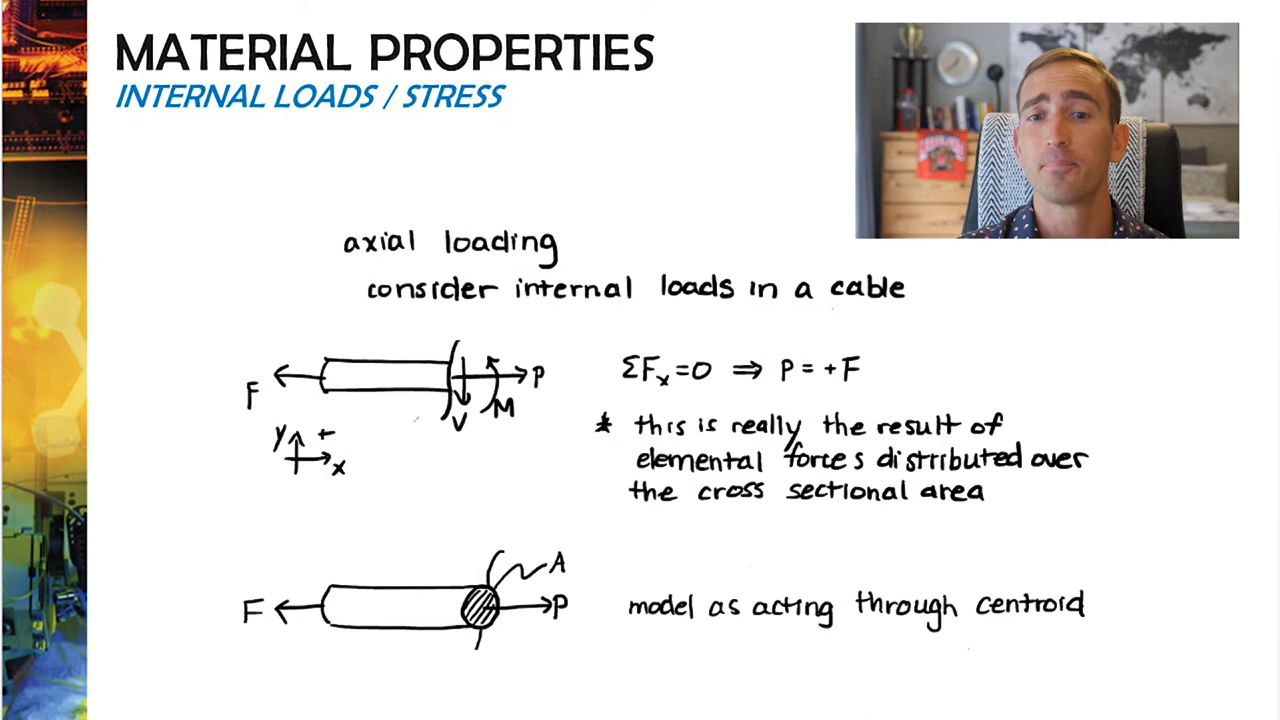 MATERIAL PROPERTIES
INTERNAL LOADS / STRESS
axial loading
consider internal loads in a cable
F P V M
ΣFx=0 ⇒ P = +F
y + x
* this is really the result of
elemental forces distributed over
the cross sectional area
A
F P
model as acting through centroid